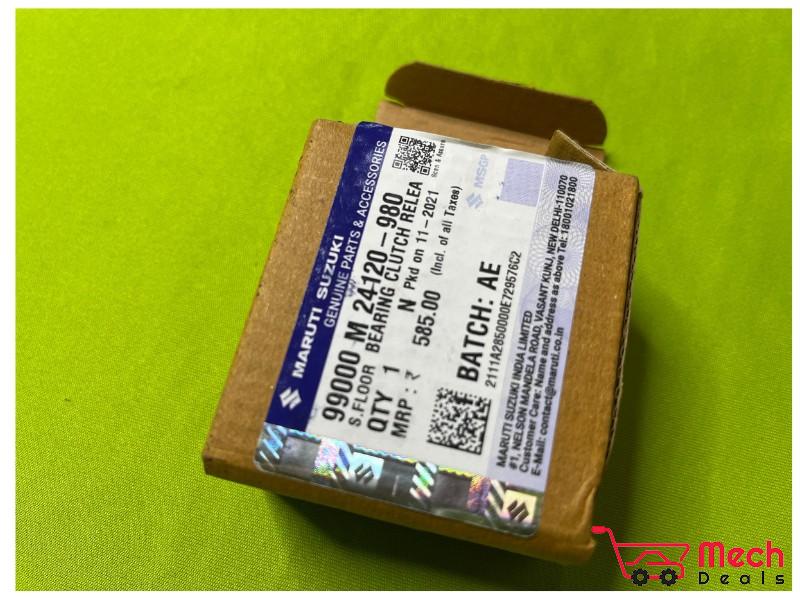 MARUTI SUZUKI
GENUINE PARTS & ACCESSORIES
99000 M 24120-980
S.FLOOR BEARING CLUTCH RELEA
QTY 1 N Pkd on 11-2021
MRP : ₹ 585.00 (Incl. of all Taxes)
MSGP
BATCH: AE
2111A2850000E729576C2
MARUTI SUZUKI INDIA LIMITED
#1, NELSON MANDELA ROAD, VASANT KUNJ, NEW DELHI-110070
Customer Care: Name and address as above Tel:18001021800
E-Mail: contact@maruti.co.in
Mech
Deals